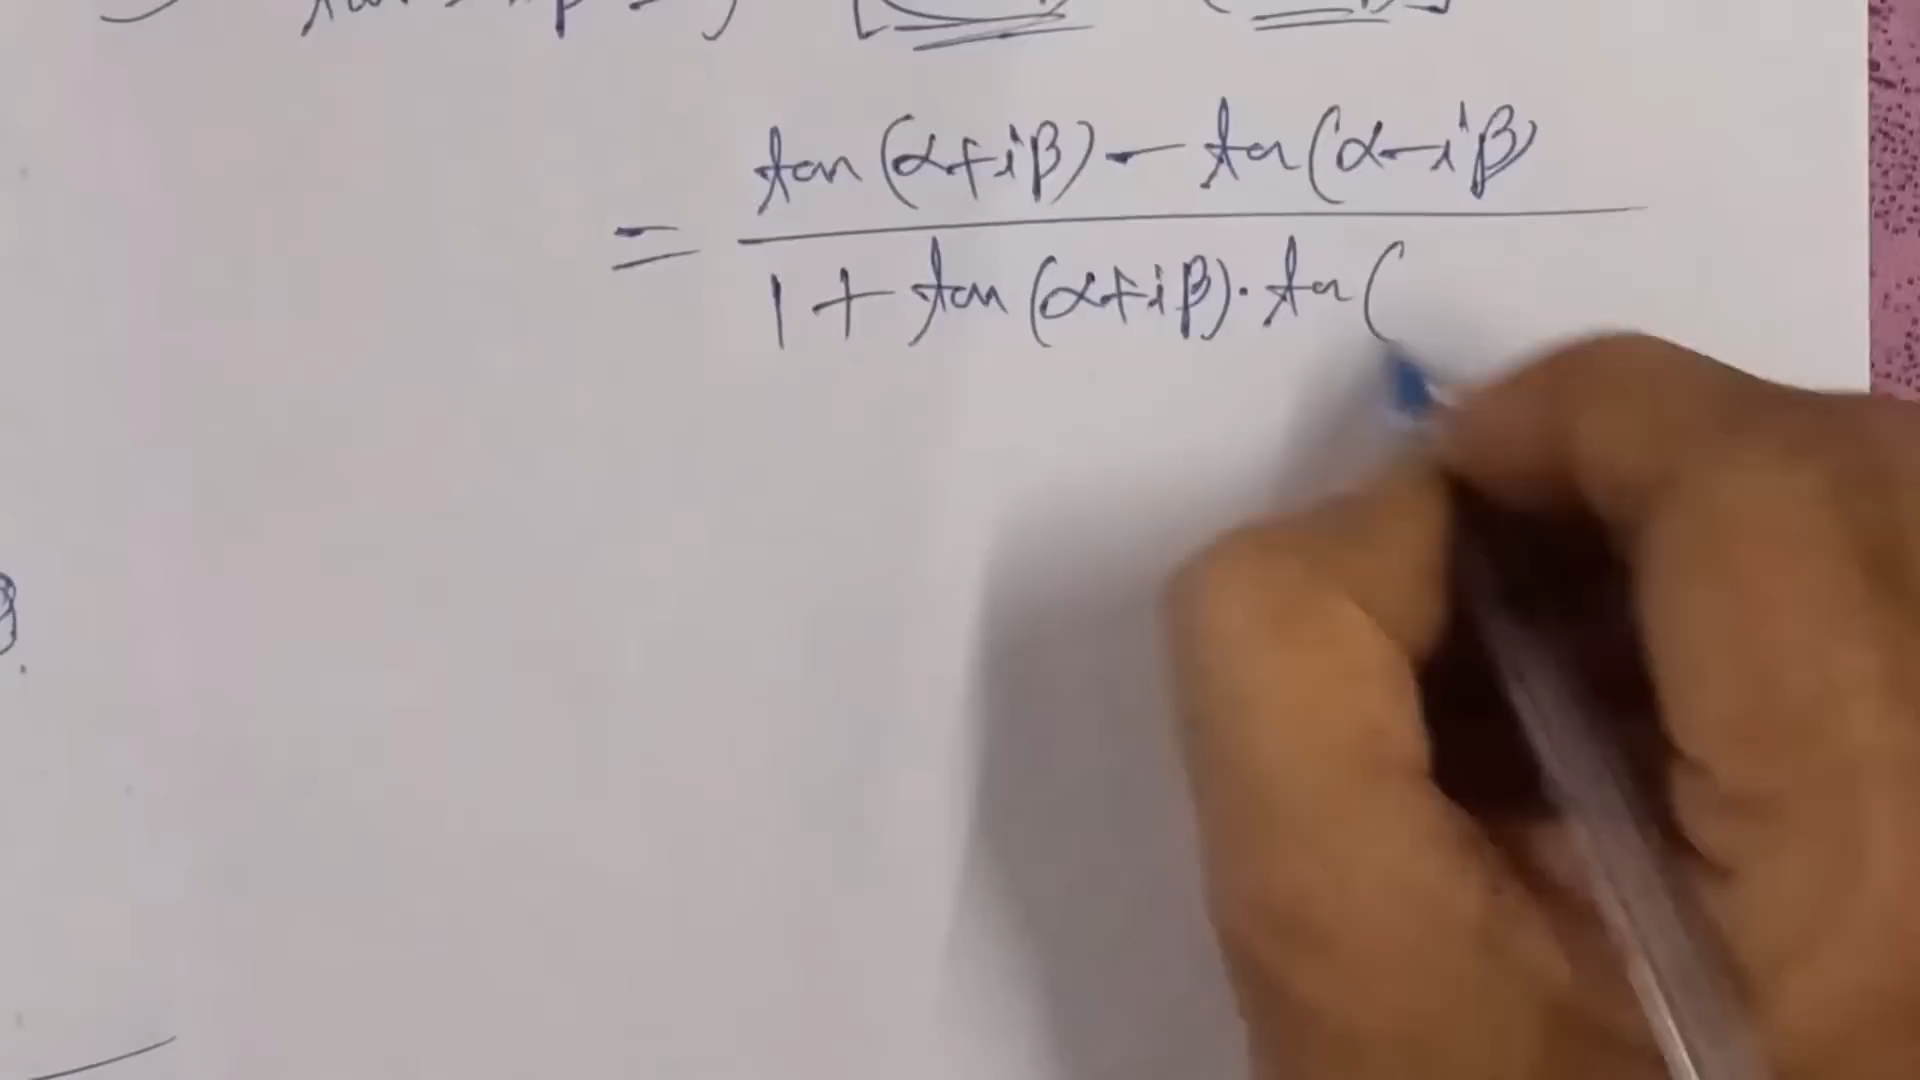 tan(α+iβ) - tan(α-iβ)
=
1 + tan(α+iβ) · tan(